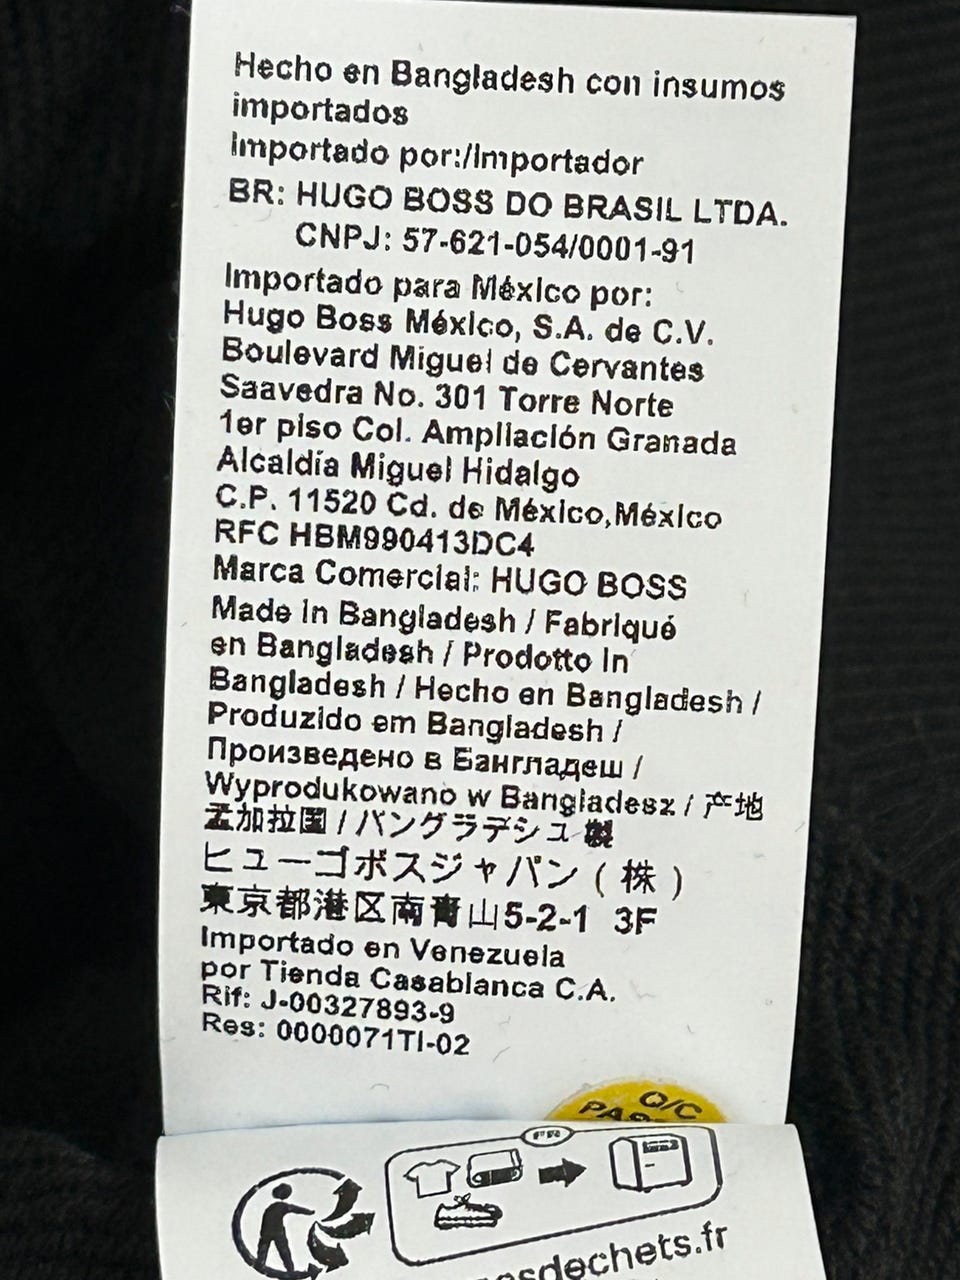 Hecho en Bangladesh con insumos
importados
Importado por:/Importador
BR: HUGO BOSS DO BRASIL LTDA.
CNPJ: 57-621-054/0001-91
Importado para México por:
Hugo Boss México, S.A. de C.V.
Boulevard Miguel de Cervantes
Saavedra No. 301 Torre Norte
1er piso Col. Ampliación Granada
Alcaldía Miguel Hidalgo
C.P. 11520 Cd. de México,México
RFC HBM990413DC4
Marca Comercial: HUGO BOSS
Made in Bangladesh / Fabriqué
en Bangladesh / Prodotto in
Bangladesh / Hecho en Bangladesh /
Produzido em Bangladesh /
Произведено в Бангладеш /
Wyprodukowano w Bangladesz / 产地
孟加拉国 / バングラデシュ 製
ヒューゴボスジャパン ( 株 )
東京都港区南青山5-2-1 3F
Importado en Venezuela
por Tienda Casablanca C.A.
Rif: J-00327893-9
Res: 0000071TI-02
Q/C
FR